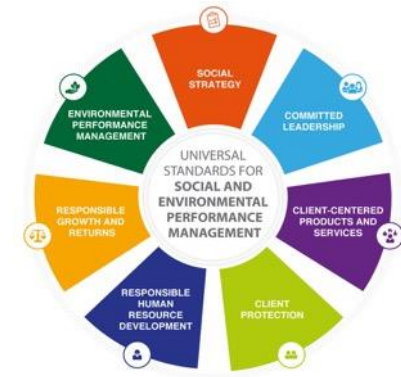 SOCIAL
STRATEGY
COMMITTED
LEADERSHIP
CLIENT-CENTERED
PRODUCTS AND
SERVICES
CLIENT
PROTECTION
RESPONSIBLE
HUMAN
RESOURCE
DEVELOPMENT
RESPONSIBLE
GROWTH AND
RETURNS
ENVIRONMENTAL
PERFORMANCE
MANAGEMENT
UNIVERSAL
STANDARDS FOR
SOCIAL AND
ENVIRONMENTAL
PERFORMANCE
MANAGEMENT